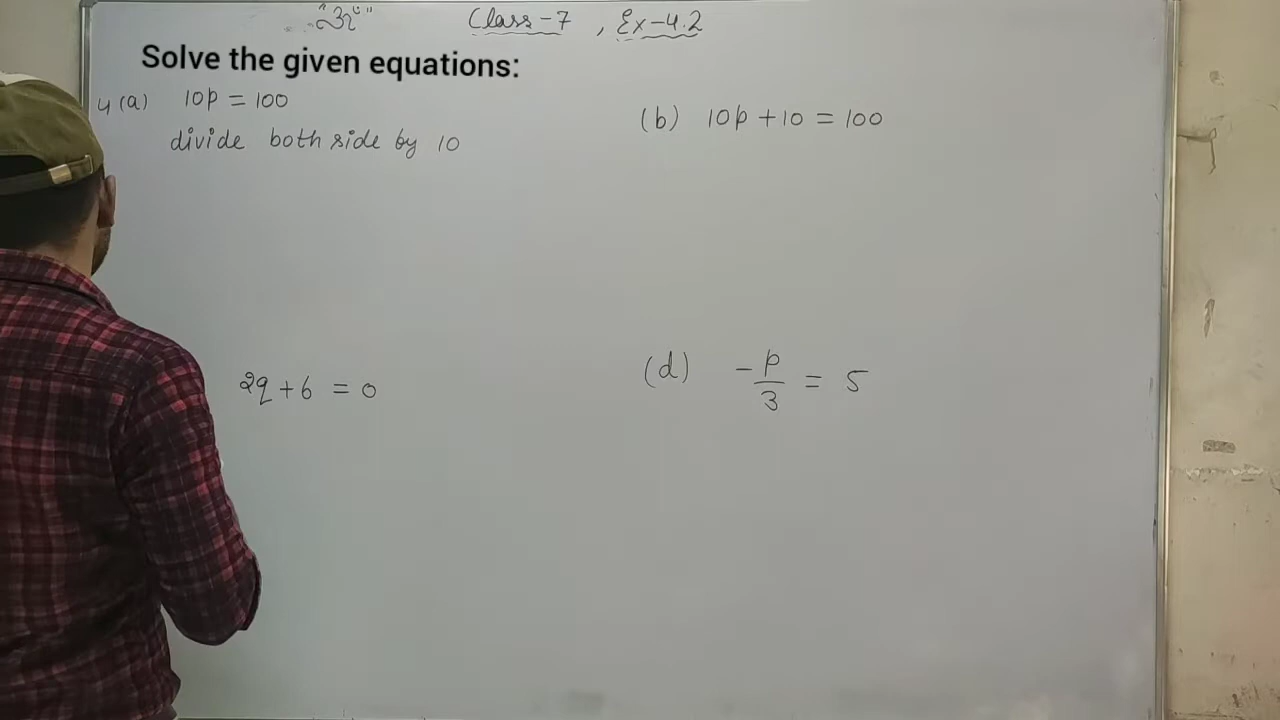 "ૐ" Class-7 , Ex-4.2
Solve the given equations:
4(a) 10p = 100
divide both side by 10
(b) 10p + 10 = 100
2q + 6 = 0
(d) -p/3 = 5